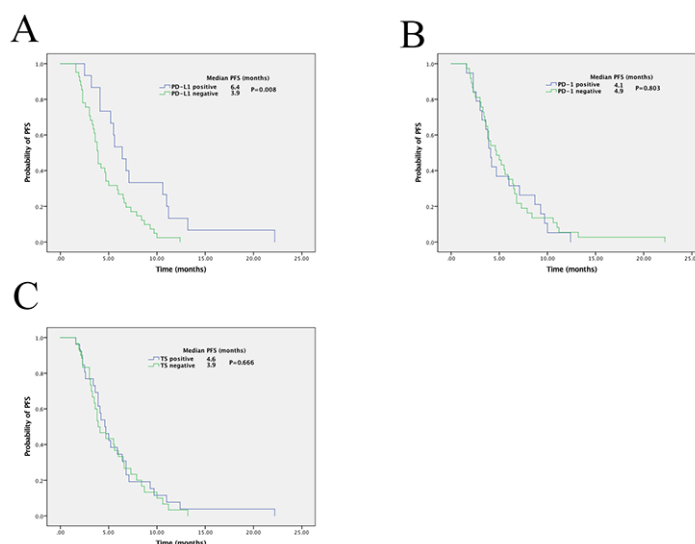 A
Median PFS (months)
PD-L1 positive 6.4
PD-L1 negative 3.9
P=0.008
Probability of PFS
1.0
0.8
0.6
0.4
0.2
0.0
.00 5.00 10.00 15.00 20.00 25.00
Time (months)
B
Median PFS (months)
PD-1 positive 4.1
PD-1 negative 4.9
P=0.803
Probability of PFS
1.0
0.8
0.6
0.4
0.2
0.0
.00 5.00 10.00 15.00 20.00 25.00
Time (months)
C
Median PFS (months)
TS positive 4.6
TS negative 3.9
P=0.666
Probability of PFS
1.0
0.8
0.6
0.4
0.2
0.0
.00 5.00 10.00 15.00 20.00 25.00
Time (months)